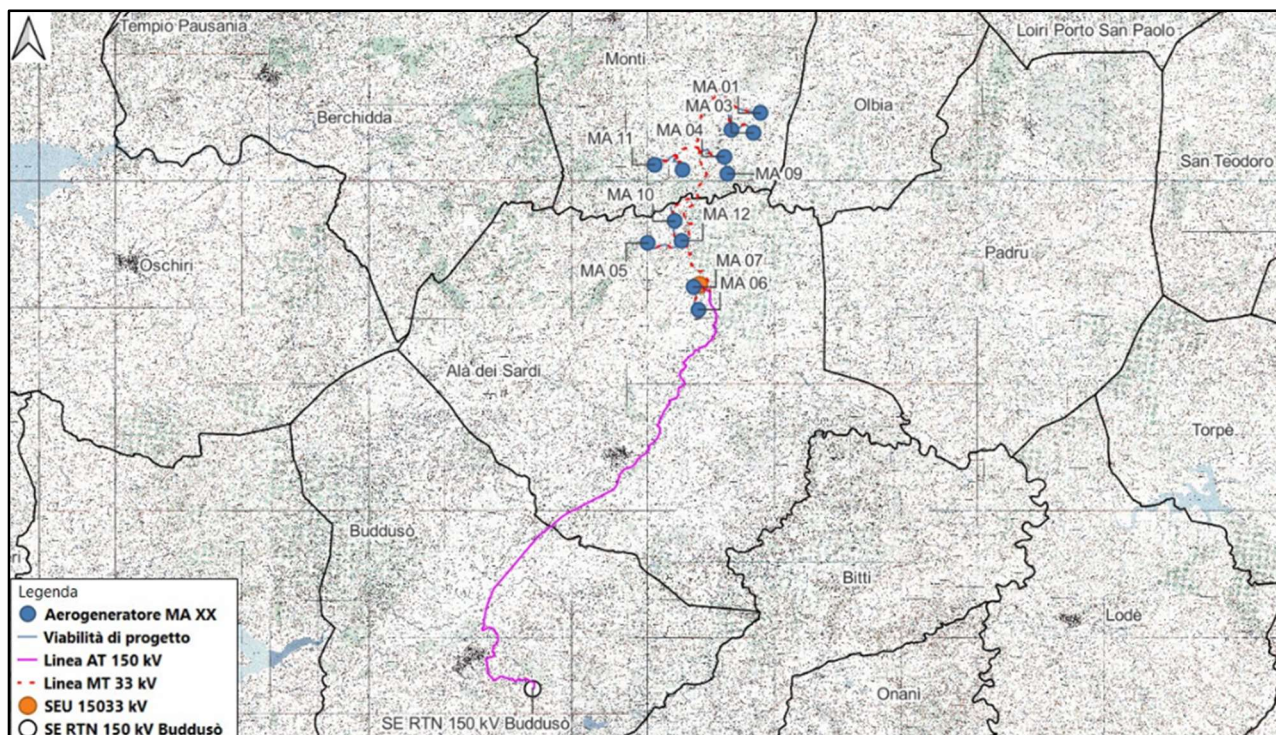 Tempio Pausania
Loiri Porto San Paolo
Monti
MA 01
Olbia
MA 03
Berchidda
MA 04
MA 11
San Teodoro
MA 09
MA 10
MA 12
Padru
Oschiri
MA 07
MA 05
MA 06
Alà dei Sardi
Torpè
Buddusò
Bitti
ri
Lodè
Onanì
SE RTN 150 kV Buddusò
Legenda
Aerogeneratore MA XX
Viabilità di progetto
Linea AT 150 kV
Linea MT 33 kV
SEU 15033 kV
SE RTN 150 kV Buddusò